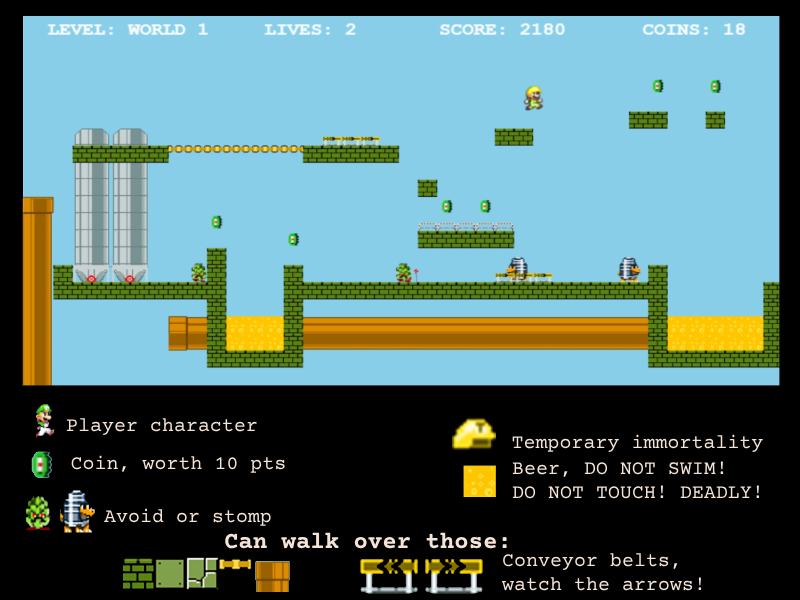 LEVEL: WORLD 1 LIVES: 2 SCORE: 2180 COINS: 18
Player character
Coin, worth 10 pts
Avoid or stomp
Temporary immortality
Beer, DO NOT SWIM!
DO NOT TOUCH! DEADLY!
Can walk over those:
Conveyor belts,
watch the arrows!